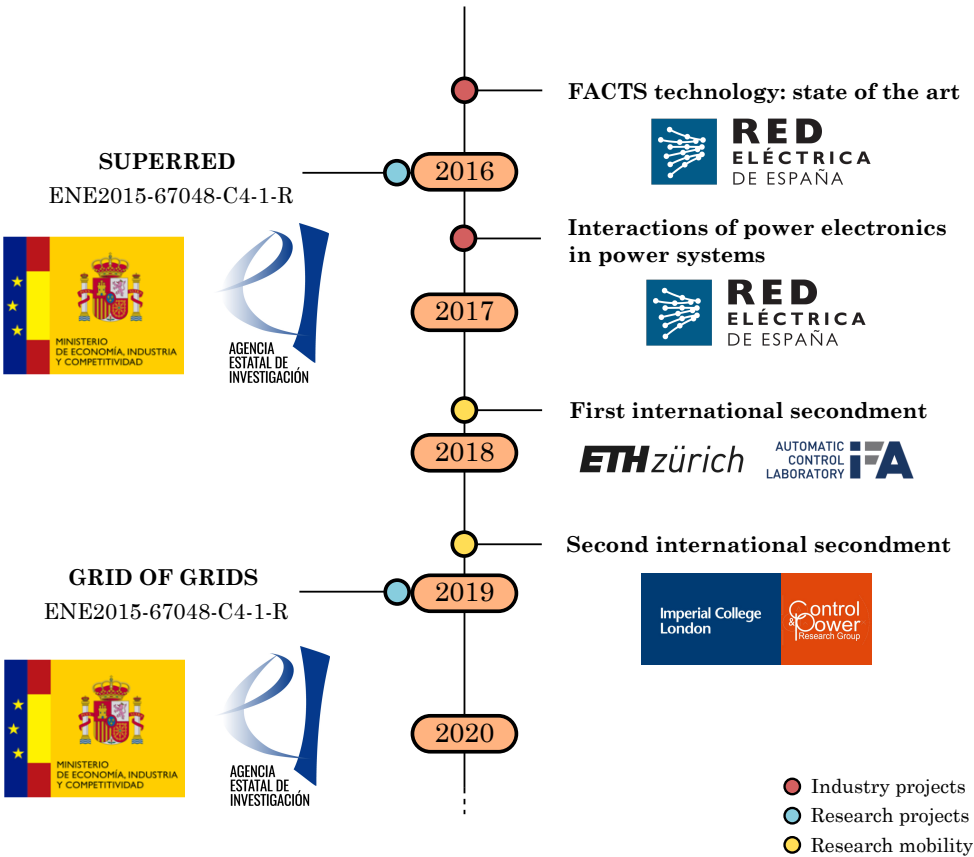 FACTS technology: state of the art
RED
ELÉCTRICA
DE ESPAÑA
SUPERRED
ENE2015-67048-C4-1-R
2016
MINISTERIO
DE ECONOMÍA, INDUSTRIA
Y COMPETITIVIDAD
AGENCIA
ESTATAL DE
INVESTIGACIÓN
Interactions of power electronics
in power systems
RED
ELÉCTRICA
DE ESPAÑA
2017
First international secondment
ETH zürich
AUTOMATIC
CONTROL
LABORATORY
iFA
2018
Second international secondment
Imperial College
London
Control
& Power
Research Group
GRID OF GRIDS
ENE2015-67048-C4-1-R
2019
MINISTERIO
DE ECONOMÍA, INDUSTRIA
Y COMPETITIVIDAD
AGENCIA
ESTATAL DE
INVESTIGACIÓN
2020
Industry projects
Research projects
Research mobility